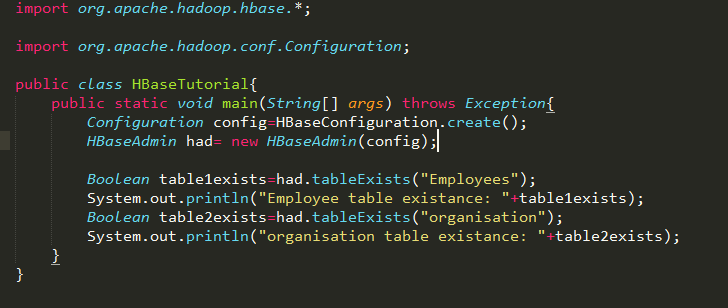 import org.apache.hadoop.hbase.*;
import org.apache.hadoop.conf.Configuration;
public class HBaseTutorial{
public static void main(String[] args) throws Exception{
Configuration config=HBaseConfiguration.create();
HBaseAdmin had= new HBaseAdmin(config);
Boolean table1exists=had.tableExists("Employees");
System.out.println("Employee table existance: "+table1exists);
Boolean table2exists=had.tableExists("organisation");
System.out.println("organisation table existance: "+table2exists);
}
}